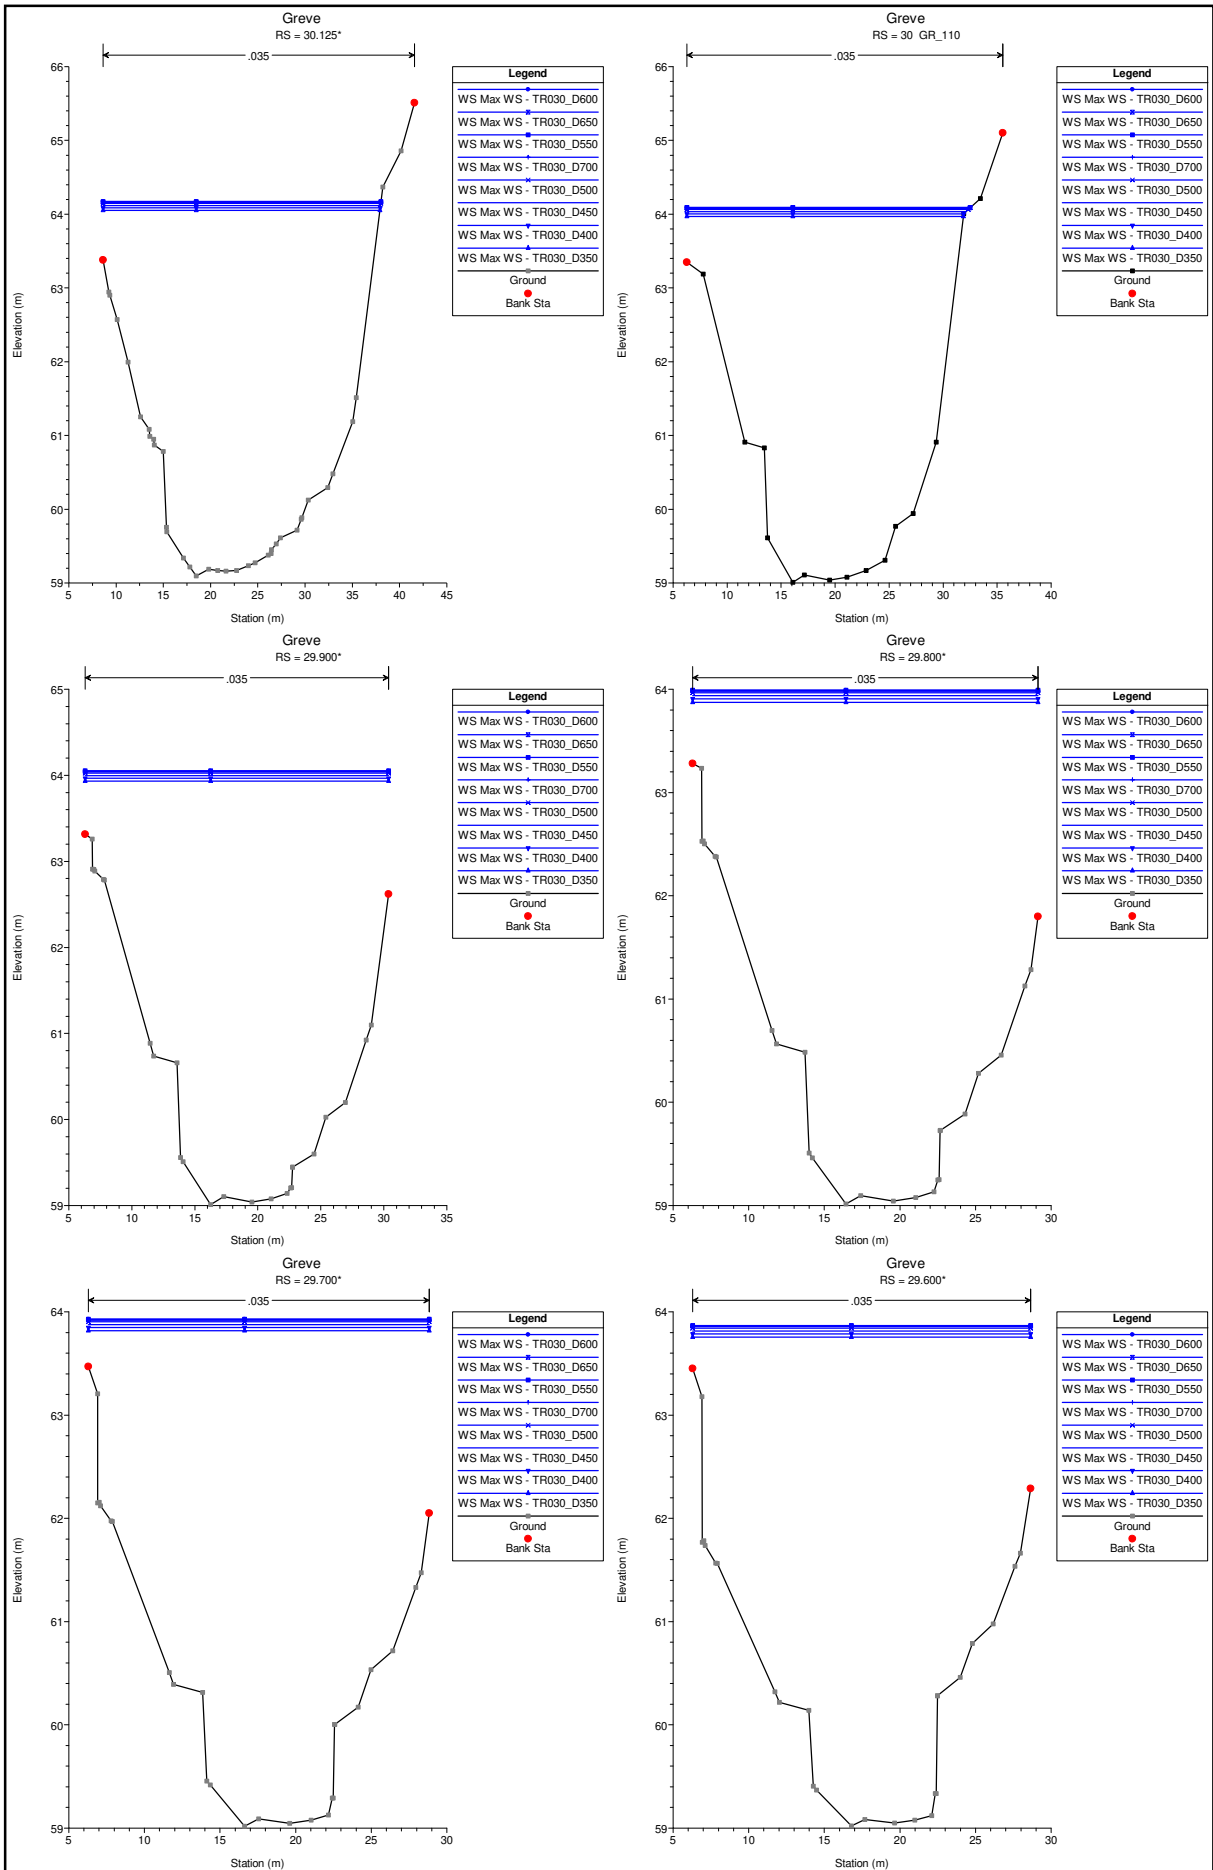 Greve
RS = 30.125*
.035
Elevation (m)
66
65
64
63
62
61
60
59
5
10
15
20
25
30
35
40
45
Station (m)
Legend
WS Max WS - TR030_D600
WS Max WS - TR030_D650
WS Max WS - TR030_D550
WS Max WS - TR030_D700
WS Max WS - TR030_D500
WS Max WS - TR030_D450
WS Max WS - TR030_D400
WS Max WS - TR030_D350
Ground
Bank Sta
Greve
RS = 30 GR_110
.035
Elevation (m)
66
65
64
63
62
61
60
59
5
10
15
20
25
30
35
40
Station (m)
Legend
WS Max WS - TR030_D600
WS Max WS - TR030_D650
WS Max WS - TR030_D550
WS Max WS - TR030_D700
WS Max WS - TR030_D500
WS Max WS - TR030_D450
WS Max WS - TR030_D400
WS Max WS - TR030_D350
Ground
Bank Sta
Greve
RS = 29.900*
.035
Elevation (m)
65
64
63
62
61
60
59
5
10
15
20
25
30
35
Station (m)
Legend
WS Max WS - TR030_D600
WS Max WS - TR030_D650
WS Max WS - TR030_D550
WS Max WS - TR030_D700
WS Max WS - TR030_D500
WS Max WS - TR030_D450
WS Max WS - TR030_D400
WS Max WS - TR030_D350
Ground
Bank Sta
Greve
RS = 29.800*
.035
Elevation (m)
64
63
62
61
60
59
5
10
15
20
25
30
Station (m)
Legend
WS Max WS - TR030_D600
WS Max WS - TR030_D650
WS Max WS - TR030_D550
WS Max WS - TR030_D700
WS Max WS - TR030_D500
WS Max WS - TR030_D450
WS Max WS - TR030_D400
WS Max WS - TR030_D350
Ground
Bank Sta
Greve
RS = 29.700*
.035
Elevation (m)
64
63
62
61
60
59
5
10
15
20
25
30
Station (m)
Legend
WS Max WS - TR030_D600
WS Max WS - TR030_D650
WS Max WS - TR030_D550
WS Max WS - TR030_D700
WS Max WS - TR030_D500
WS Max WS - TR030_D450
WS Max WS - TR030_D400
WS Max WS - TR030_D350
Ground
Bank Sta
Greve
RS = 29.600*
.035
Elevation (m)
64
63
62
61
60
59
5
10
15
20
25
30
Station (m)
Legend
WS Max WS - TR030_D600
WS Max WS - TR030_D650
WS Max WS - TR030_D550
WS Max WS - TR030_D700
WS Max WS - TR030_D500
WS Max WS - TR030_D450
WS Max WS - TR030_D400
WS Max WS - TR030_D350
Ground
Bank Sta